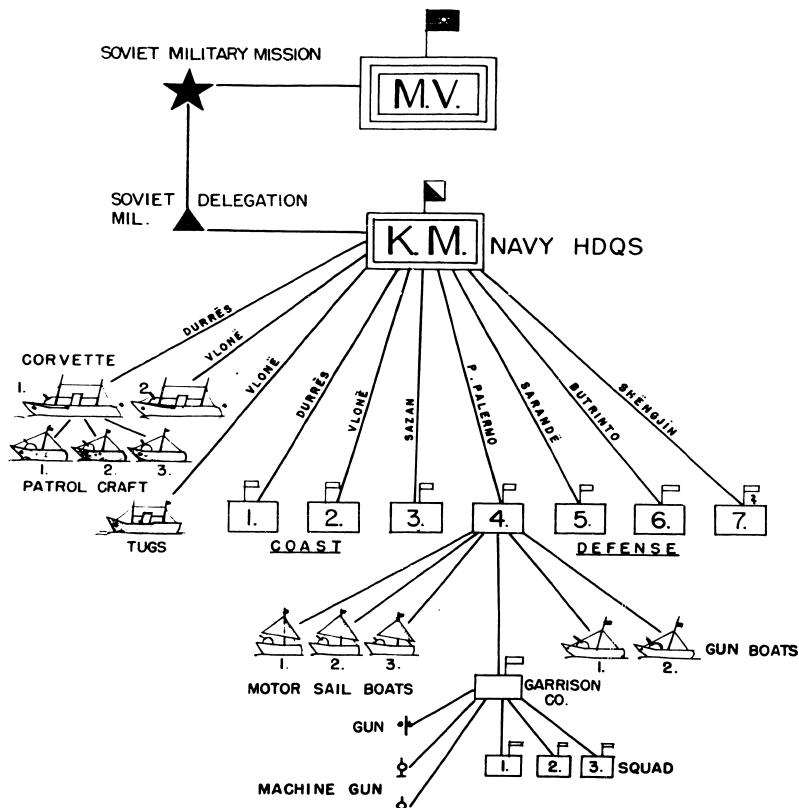 SOVIET MILITARY MISSION
M.V.
SOVIET DELEGATION
MIL.
K.M. NAVY HDQS
DURRËS
VLONË
VLONË
DURRËS
VLONË
SAZAN
P. PALERMO
SARANDË
BUTRINTO
SHËNGJIN
CORVETTE
1. 2.
1. 2. 3.
PATROL CRAFT
TUGS
1. 2. 3. 4. 5. 6. 7.
COAST DEFENSE
1. 2. 3.
MOTOR SAIL BOATS
1. 2.
GUN BOATS
GARRISON
CO.
GUN
MACHINE GUN
1. 2. 3. SQUAD